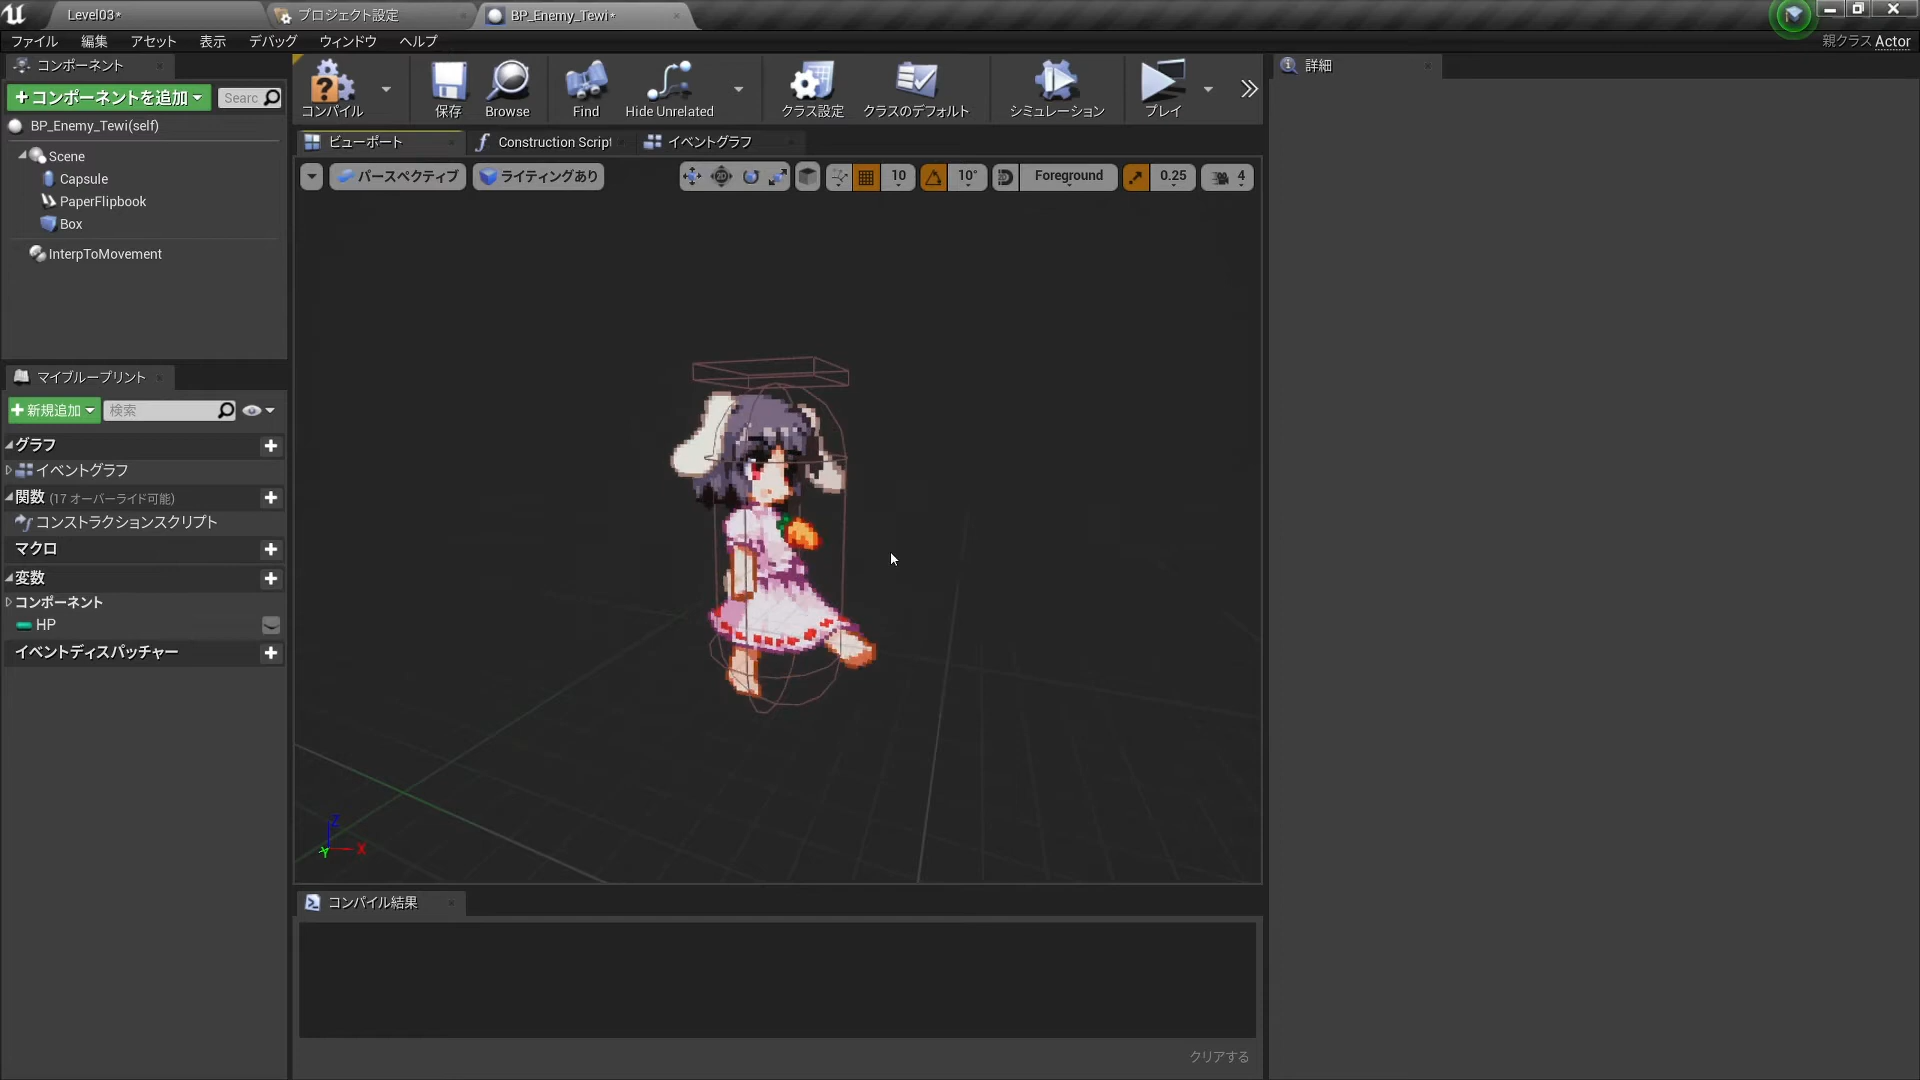 Level03*
プロジェクト設定
BP_Enemy_Tewi*
ファイル 編集 アセット 表示 デバッグ ウィンドウ ヘルプ
親クラス Actor
コンポーネント
+コンポーネントを追加
Searc
BP_Enemy_Tewi(self)
Scene
Capsule
PaperFlipbook
Box
InterpToMovement
コンパイル
保存
Browse
Find
Hide Unrelated
クラス設定
クラスのデフォルト
シミュレーション
プレイ
詳細
ビューポート
Construction Script
イベントグラフ
パースペクティブ
ライティングあり
2D
10
10°
Foreground
0.25
4
マイブループリント
+新規追加
検索
グラフ
イベントグラフ
関数 (17 オーバーライド可能)
コンストラクションスクリプト
マクロ
変数
コンポーネント
HP
イベントディスパッチャー
Z
Y
X
コンパイル結果
クリアする